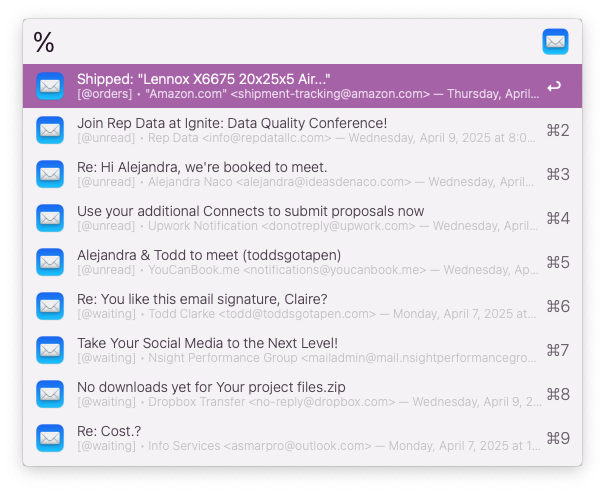 %
Shipped: "Lennox X6675 20x25x5 Air..."
[@orders] • "Amazon.com" <shipment-tracking@amazon.com> — Thursday, April... ↩
Join Rep Data at Ignite: Data Quality Conference!
[@unread] • Rep Data <info@repdatallc.com> — Wednesday, April 9, 2025 at 8:0... ⌘2
Re: Hi Alejandra, we're booked to meet.
[@unread] • Alejandra Naco <alejandra@ideasdenaco.com> — Wednesday, April... ⌘3
Use your additional Connects to submit proposals now
[@unread] • Upwork Notification <donotreply@upwork.com> — Wednesday, Apri... ⌘4
Alejandra & Todd to meet (toddsgotapen)
[@unread] • YouCanBook.me <notifications@youcanbook.me> — Wednesday, Ap... ⌘5
Re: You like this email signature, Claire?
[@waiting] • Todd Clarke <todd@toddsgotapen.com> — Monday, April 7, 2025 at... ⌘6
Take Your Social Media to the Next Level!
[@waiting] • Nsight Performance Group <mailadmin@mail.nsightperformancegro... ⌘7
No downloads yet for Your project files.zip
[@waiting] • Dropbox Transfer <no-reply@dropbox.com> — Wednesday, April 9, 2... ⌘8
Re: Cost.?
[@waiting] • Info Services <asmarpro@outlook.com> — Monday, April 7, 2025 at 1... ⌘9